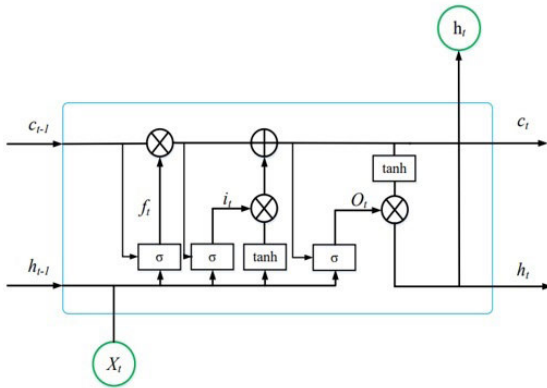 h_t
c_{t-1}
c_t
tanh
f_t
i_t
O_t
σ
σ
tanh
σ
h_{t-1}
h_t
X_t